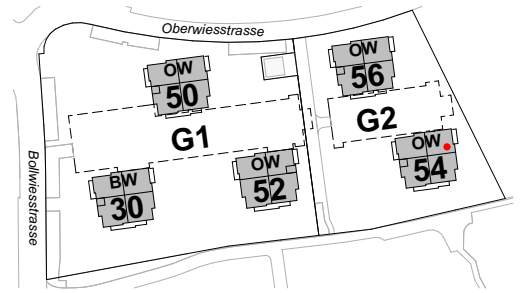 Oberwiesstrasse
OW
50
OW
56
G1
G2
OW
54
OW
52
BW
30
Bollwiesstrasse